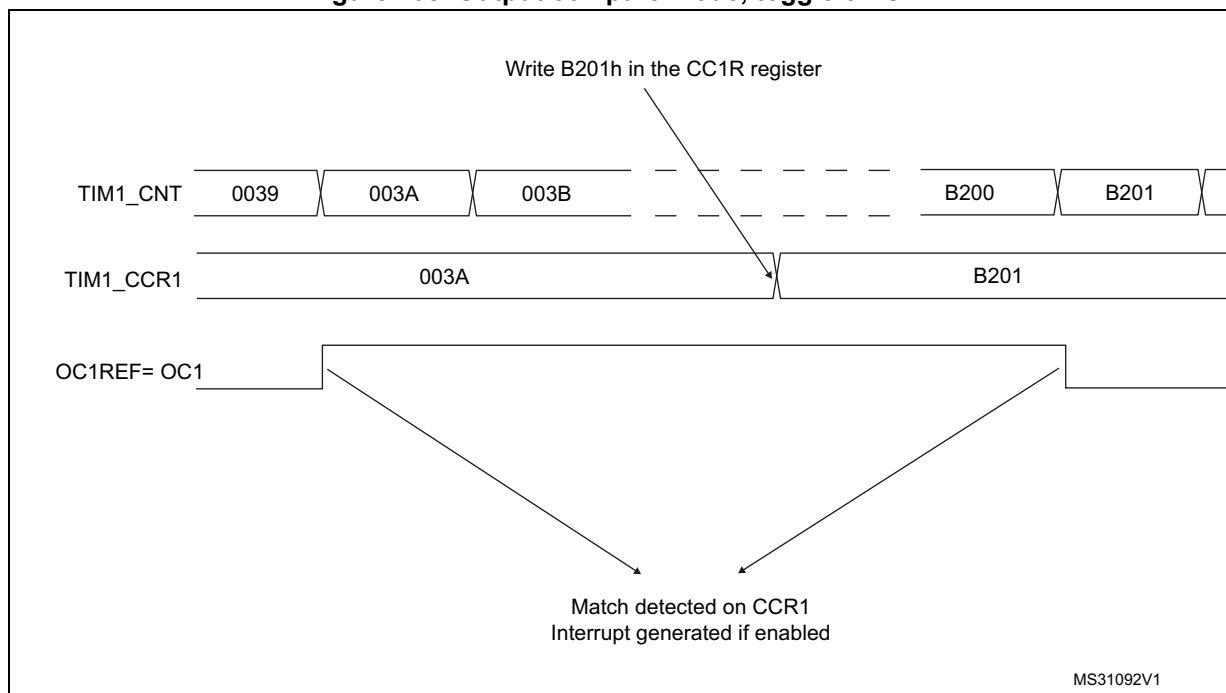 Write B201h in the CC1R register
TIM1_CNT 0039 003A 003B B200 B201
TIM1_CCR1 003A B201
OC1REF= OC1
Match detected on CCR1
Interrupt generated if enabled
MS31092V1